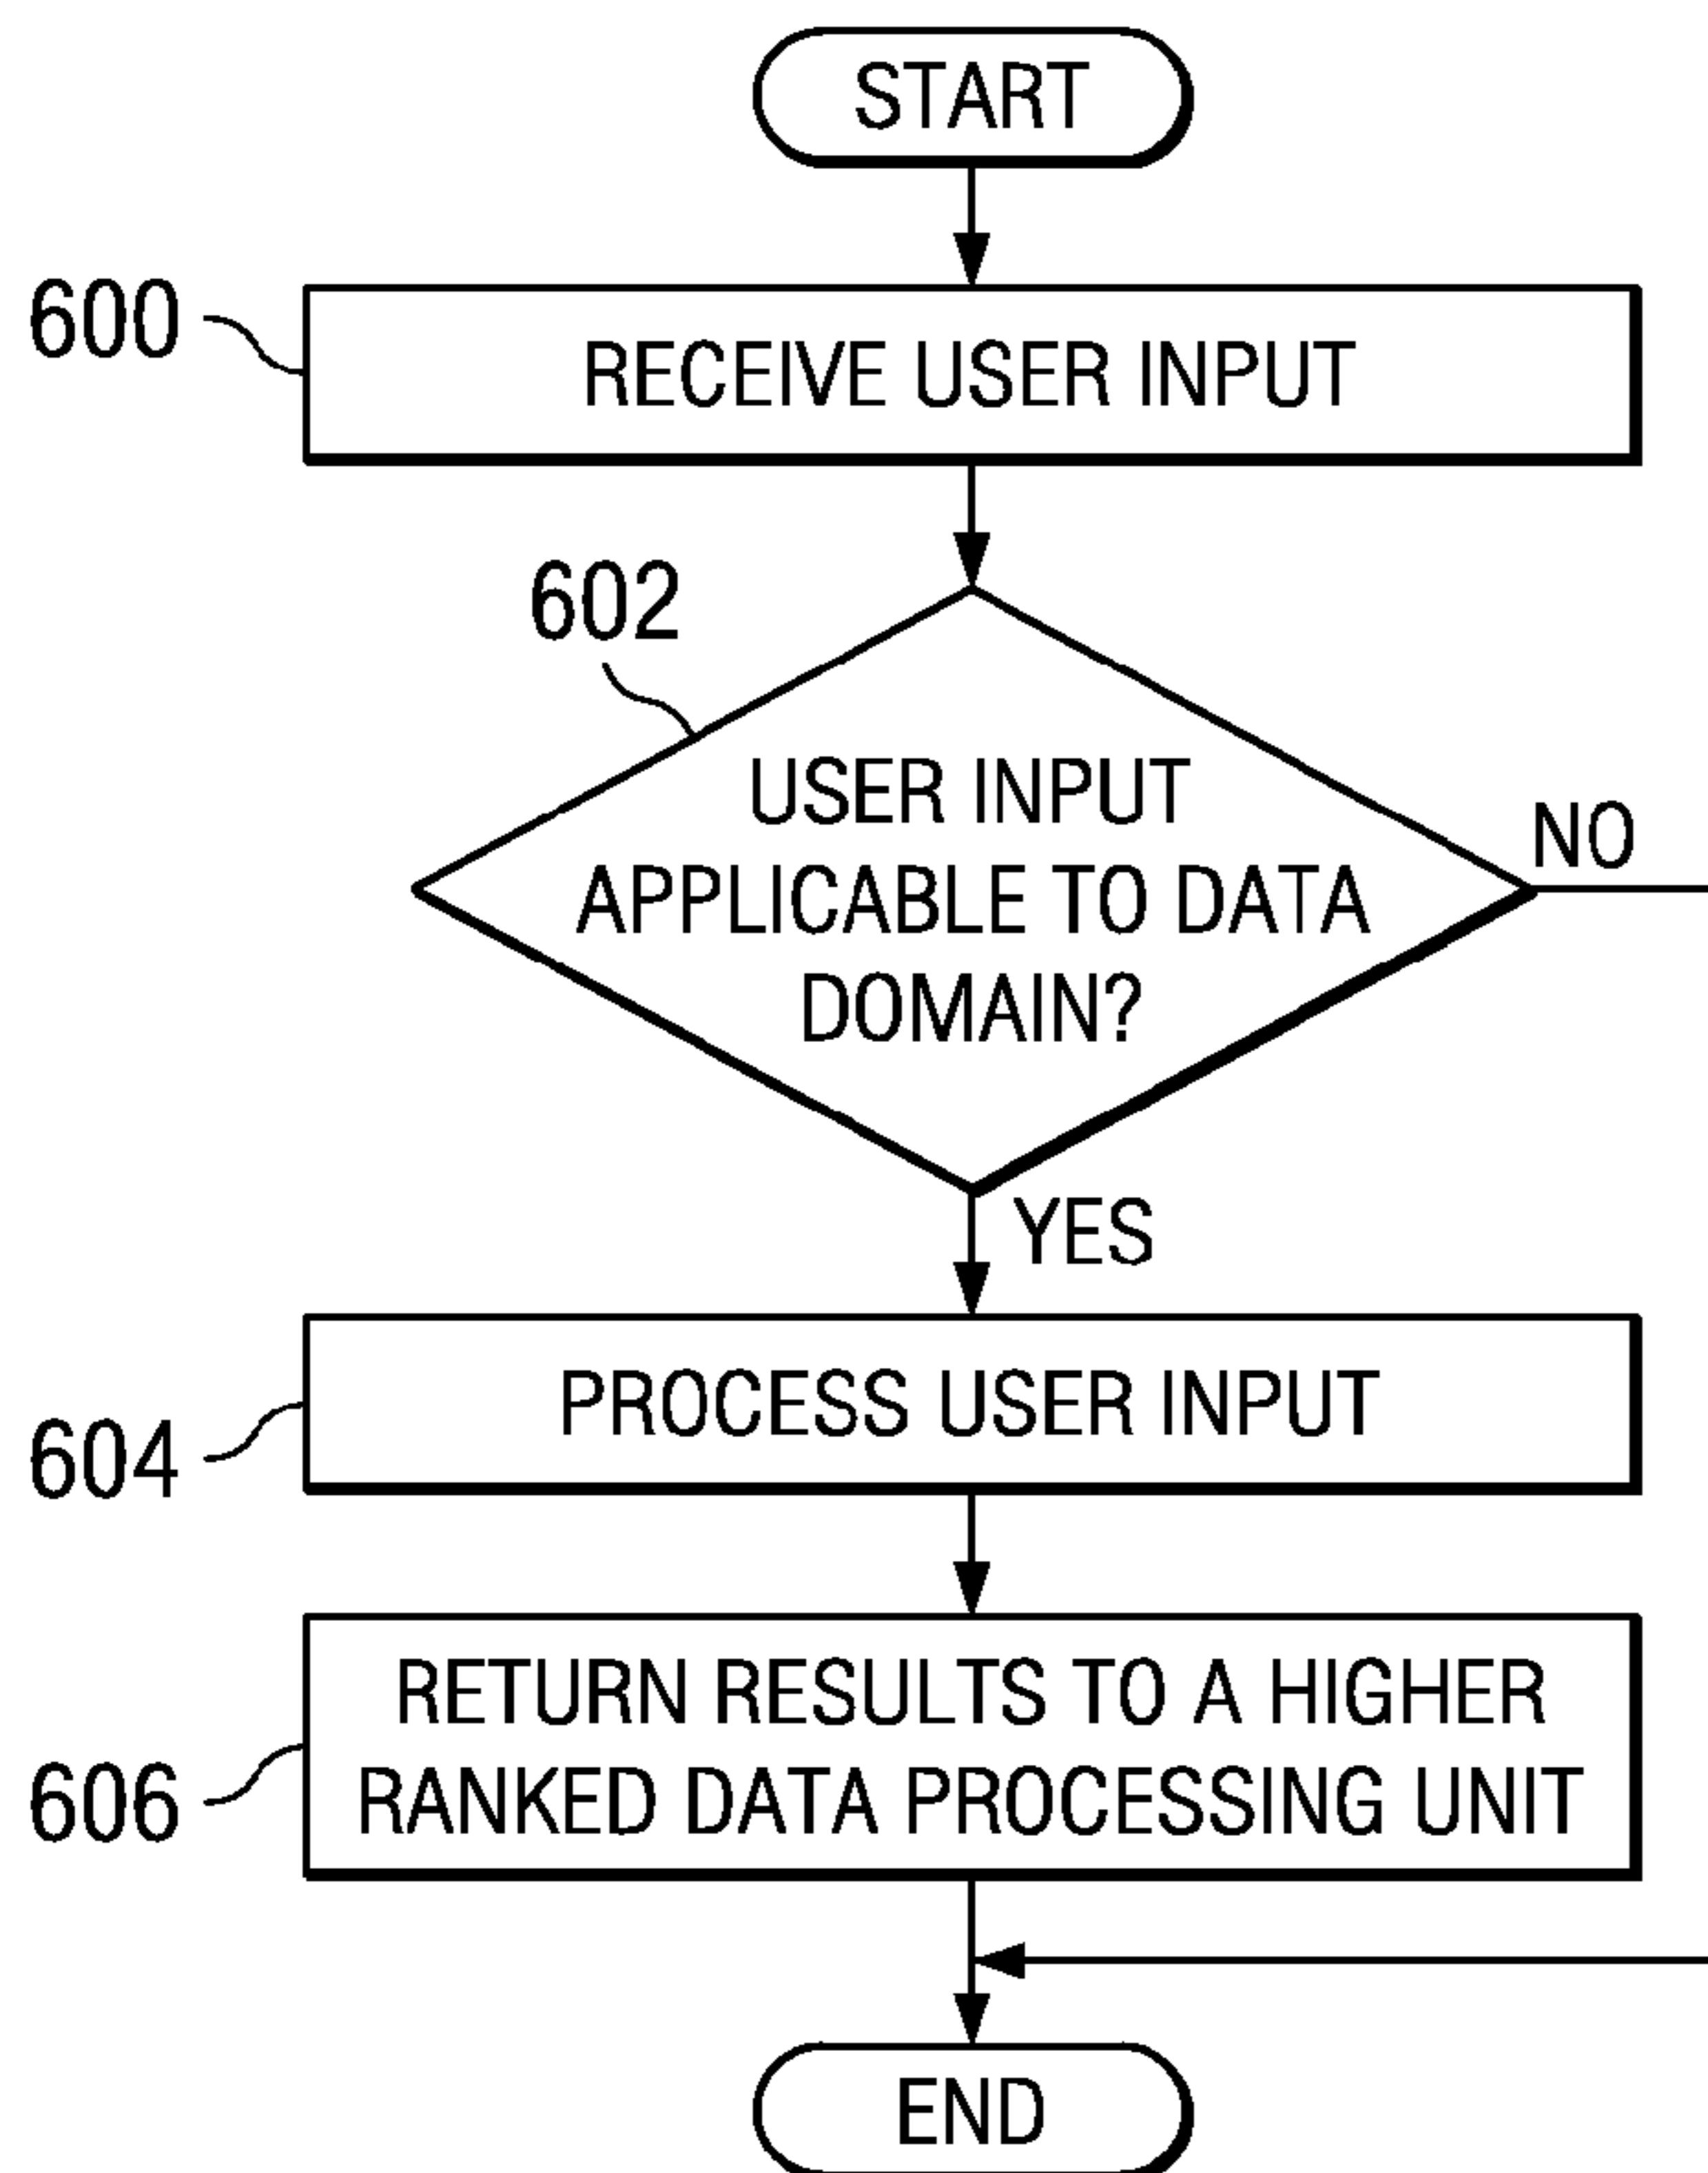 START
600
RECEIVE USER INPUT
602
USER INPUT
APPLICABLE TO DATA
DOMAIN?
NO
YES
PROCESS USER INPUT
604
RETURN RESULTS TO A HIGHER
RANKED DATA PROCESSING UNIT
606
END